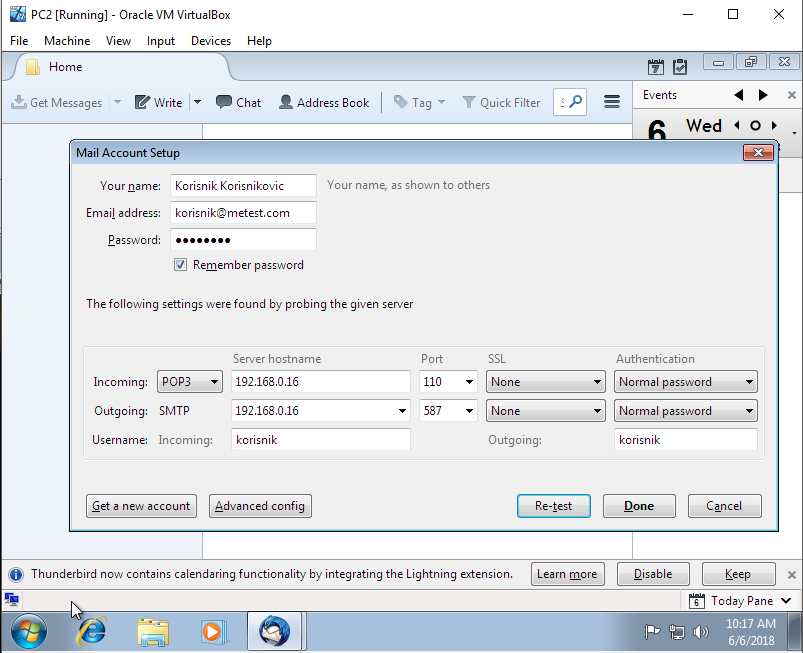 PC2 [Running] - Oracle VM VirtualBox
File Machine View Input Devices Help
Home
7
Get Messages Write Chat Address Book Tag Quick Filter
Events
6 Wed
Mail Account Setup
Your name: Korisnik Korisnikovic Your name, as shown to others
Email address: korisnik@metest.com
Password: ••••••••
Remember password
The following settings were found by probing the given server
Server hostname Port SSL Authentication
Incoming: POP3 192.168.0.16 110 None Normal password
Outgoing: SMTP 192.168.0.16 587 None Normal password
Username: Incoming: korisnik Outgoing: korisnik
Get a new account Advanced config Re-test Done Cancel
Thunderbird now contains calendaring functionality by integrating the Lightning extension. Learn more Disable Keep
6 Today Pane
10:17 AM
6/6/2018